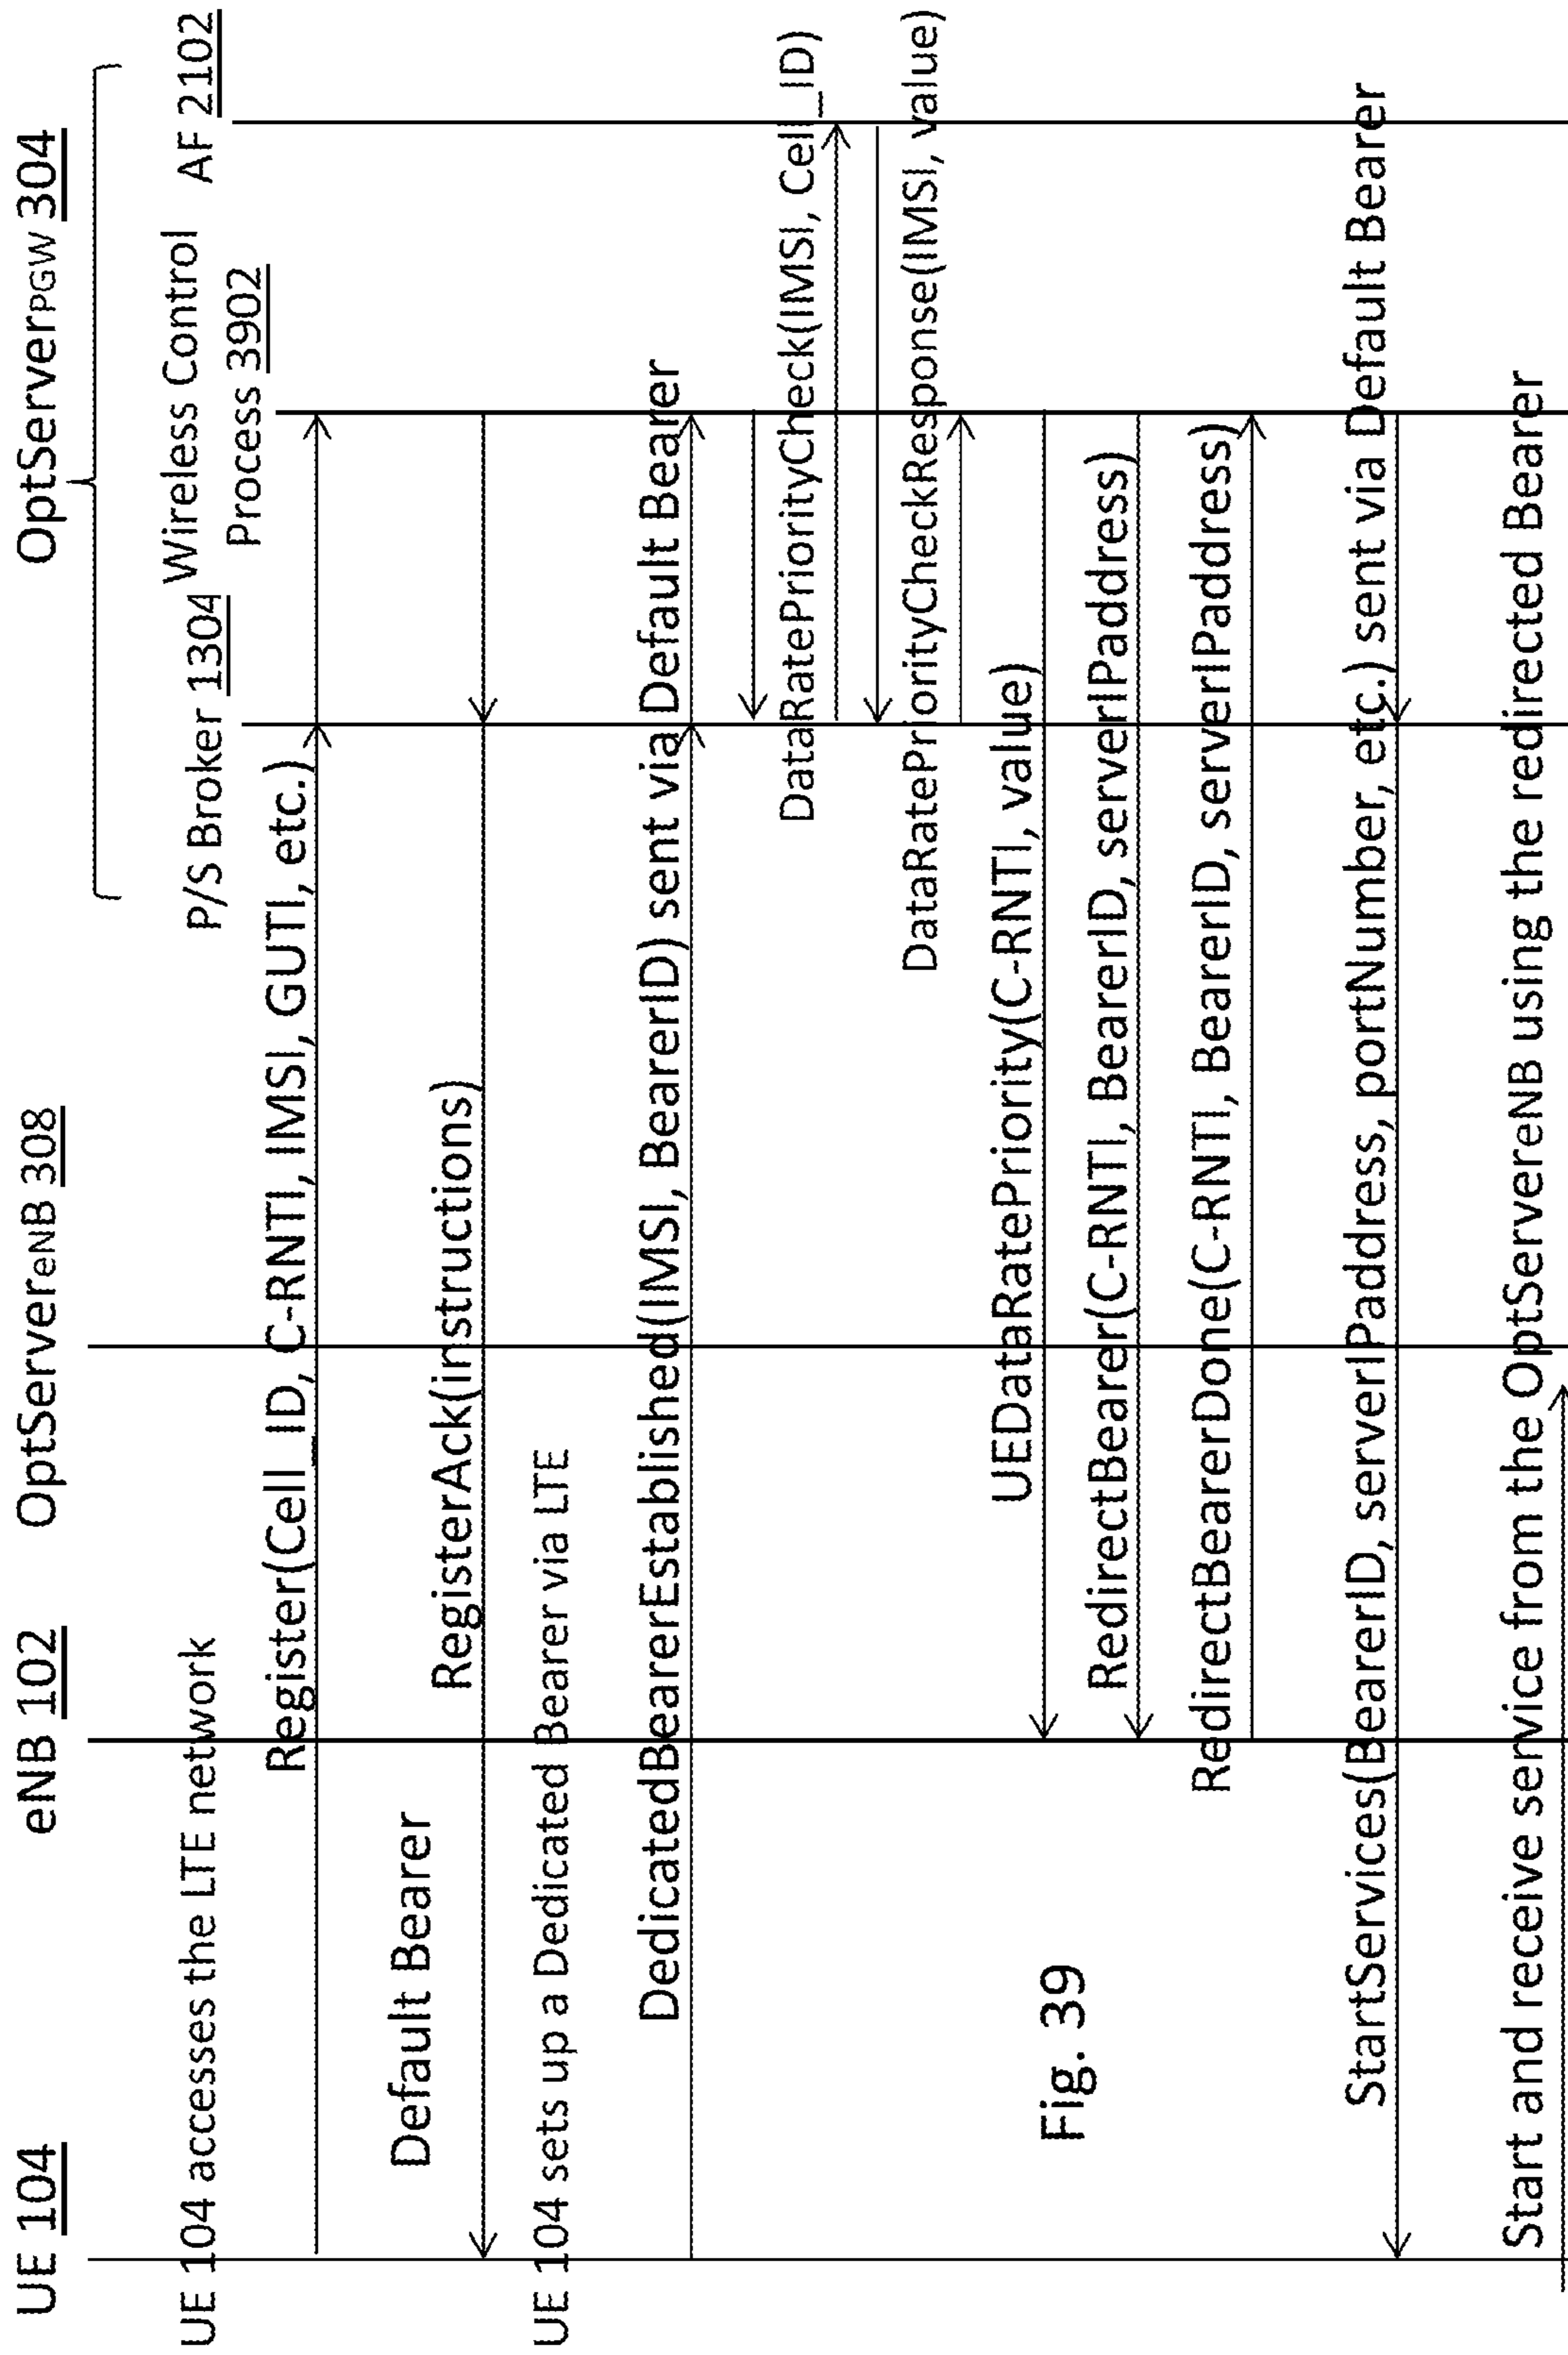 UE 104
eNB 102
OptServereNB 308
OptServerPGW 304
P/S Broker 1304
Wireless Control
Process 3902
AF 2102
UE 104 accesses the LTE network
Register(Cell_ID, C-RNTI, IMSI, GUTI, etc.)
Default Bearer
RegisterAck(instructions)
UE 104 sets up a Dedicated Bearer via LTE
DedicatedBearerEstablished(IMSI, BearerID) sent via Default Bearer
DataRatePriorityCheck(IMSI, Cell_ID)
DataRatePriorityCheckResponse(IMSI, value)
UEDataRatePriority(C-RNTI, value)
Fig. 39
RedirectBearer(C-RNTI, BearerID, serverIPaddress)
RedirectBearerDone(C-RNTI, BearerID, serverIPaddress)
StartServices(BearerID, serverIPaddress, portNumber, etc.) sent via Default Bearer
Start and receive service from the OptServereNB using the redirected Bearer